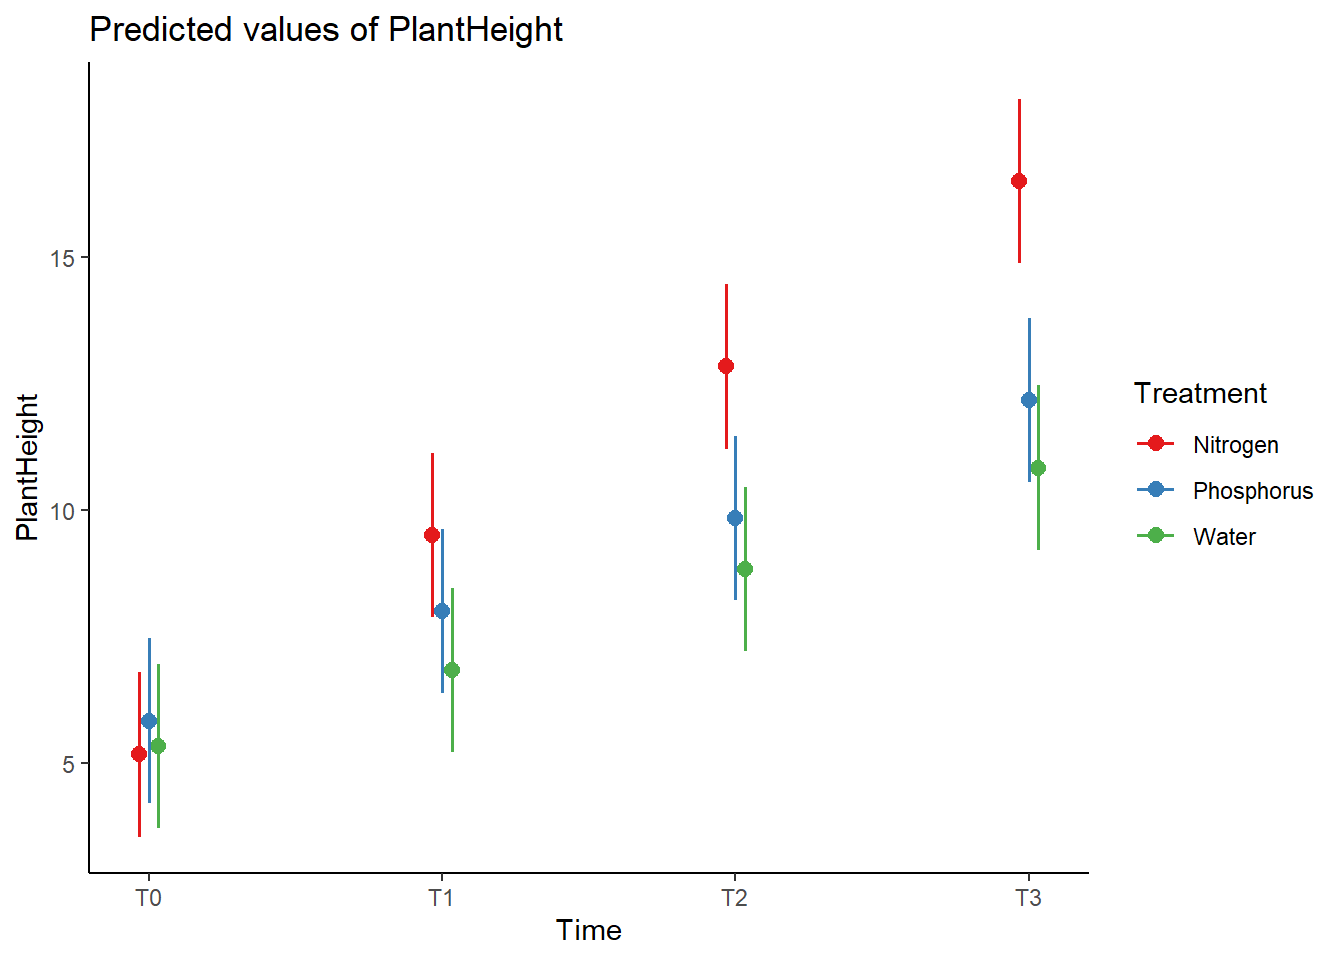 Predicted values of PlantHeight
PlantHeight
15
10
5
T0
T1
T2
T3
Time
Treatment
Nitrogen
Phosphorus
Water